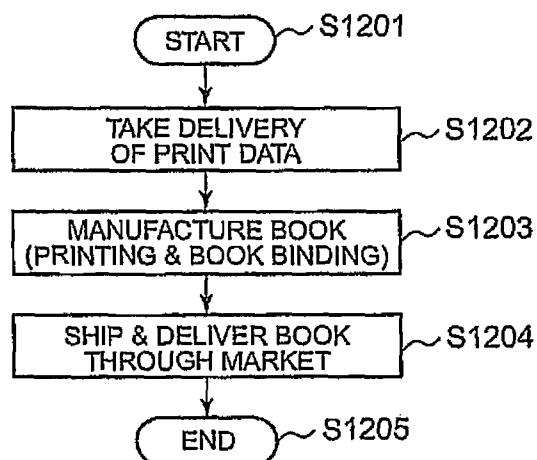 START
S1201
TAKE DELIVERY
OF PRINT DATA
S1202
MANUFACTURE BOOK
(PRINTING & BOOK BINDING)
S1203
SHIP & DELIVER BOOK
THROUGH MARKET
S1204
END
S1205